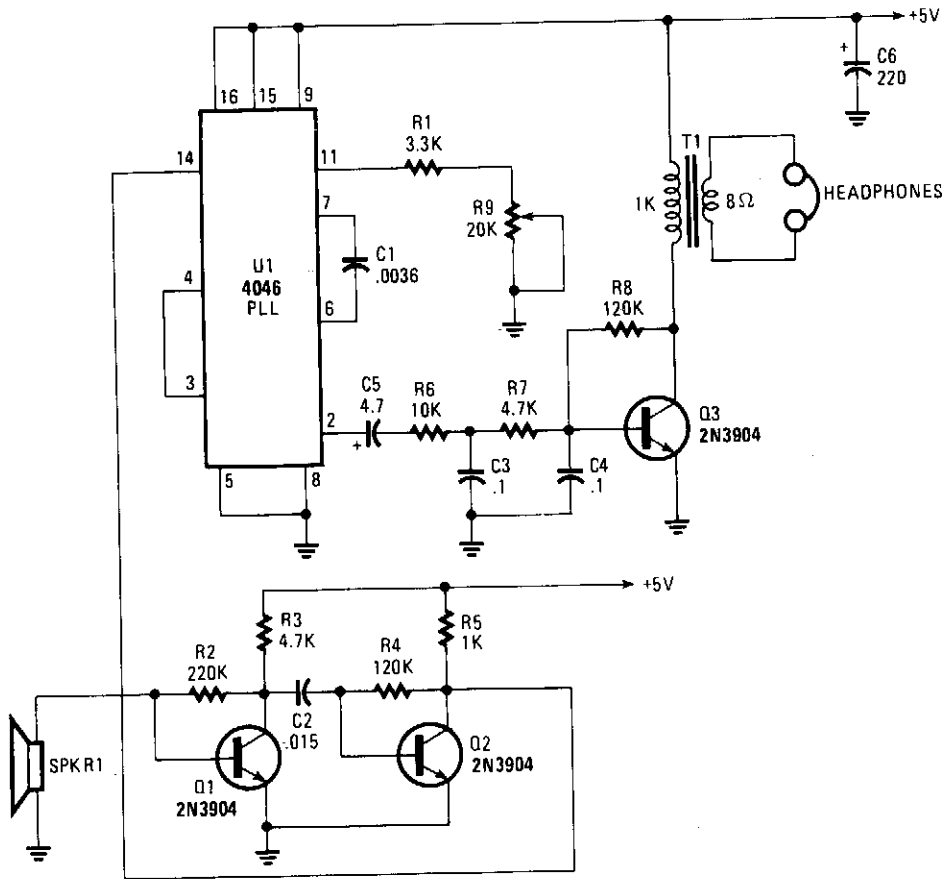 +5V
C6
220
+
16 15 9
14
11
R1
3.3K
7
R9
20K
T1
1K
8Ω
HEADPHONES
U1
4046
PLL
C1
.0036
4
6
3
R8
120K
C5
4.7
+
R6
10K
R7
4.7K
2
Q3
2N3904
C3
.1
C4
.1
5 8
+5V
R3
4.7K
R5
1K
R2
220K
R4
120K
C2
.015
SPKR1
Q1
2N3904
Q2
2N3904